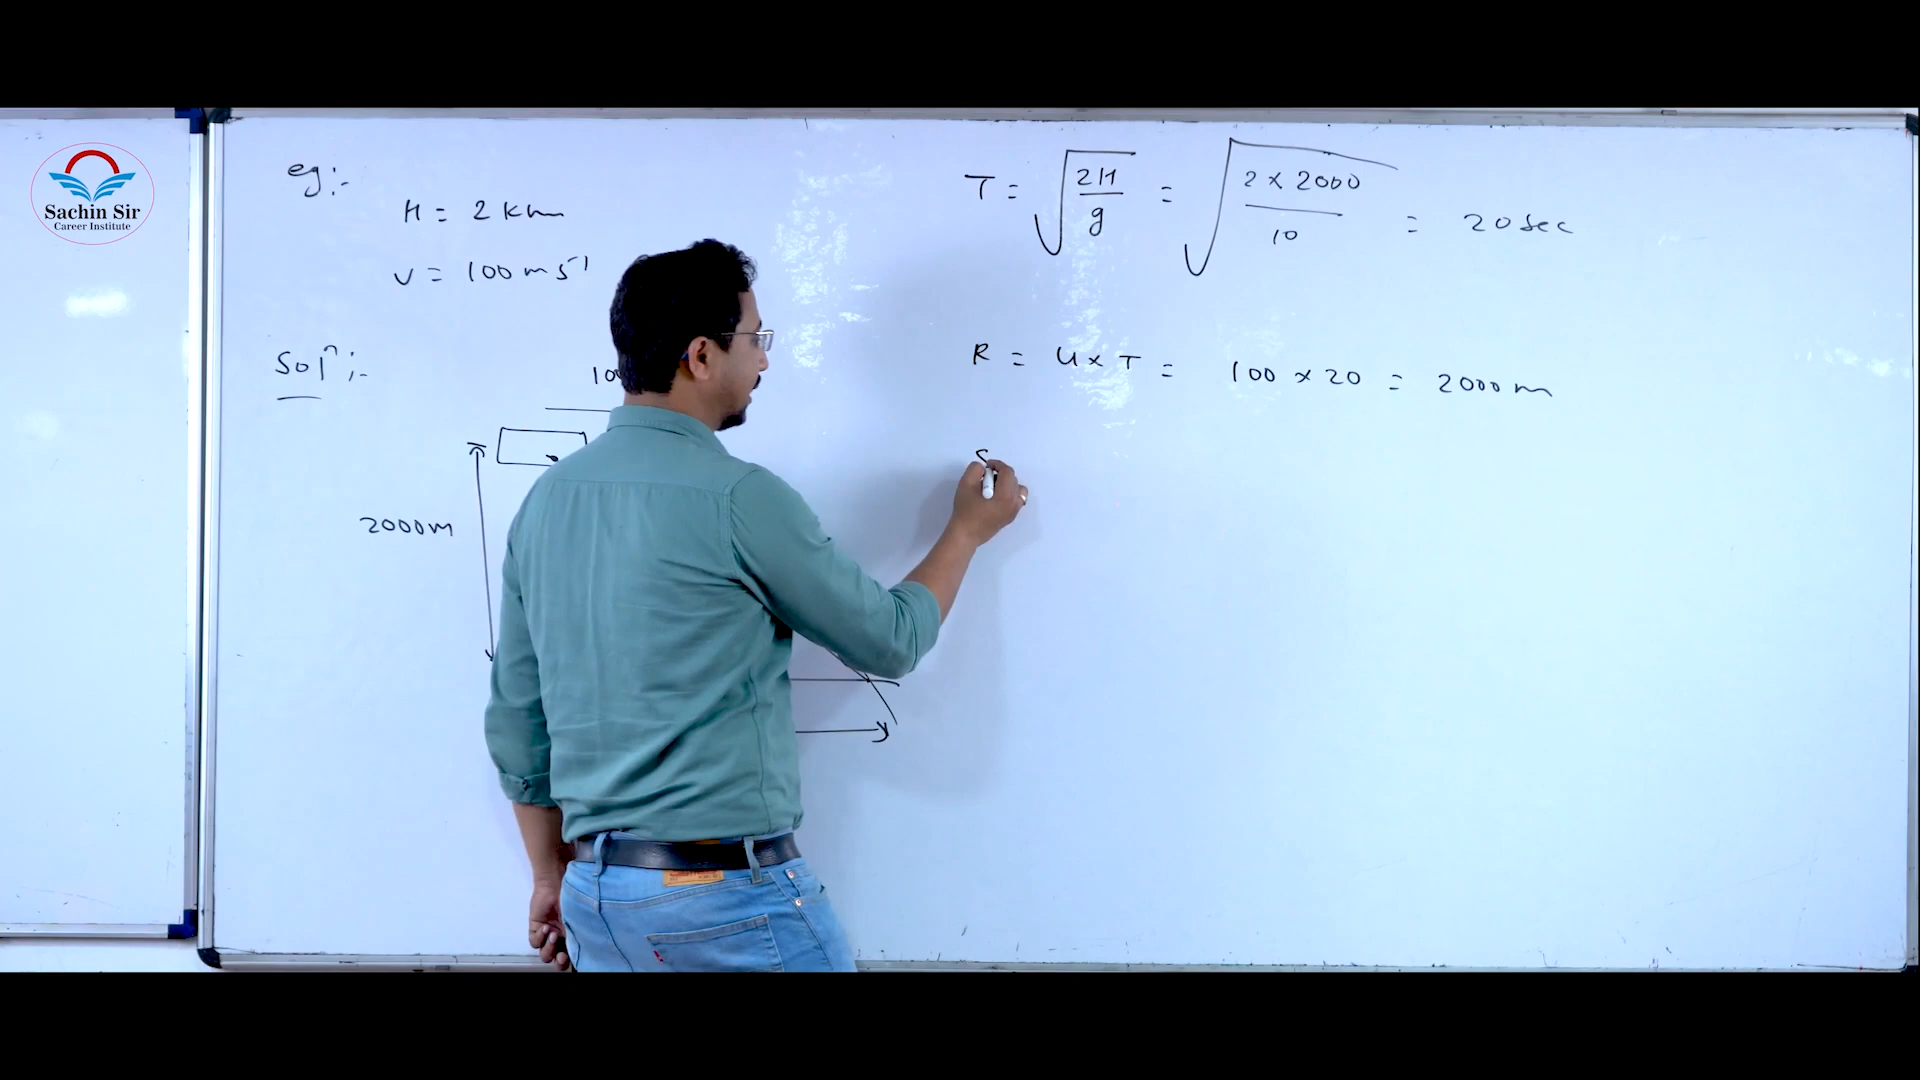 Sachin Sir
Career Institute
eg:-
H = 2 km
v = 100 m s⁻¹
Solⁿ:-
2000m
T = √(2H/g) = √(2 × 2000/10) = 20 sec
R = u × T = 100 × 20 = 2000 m